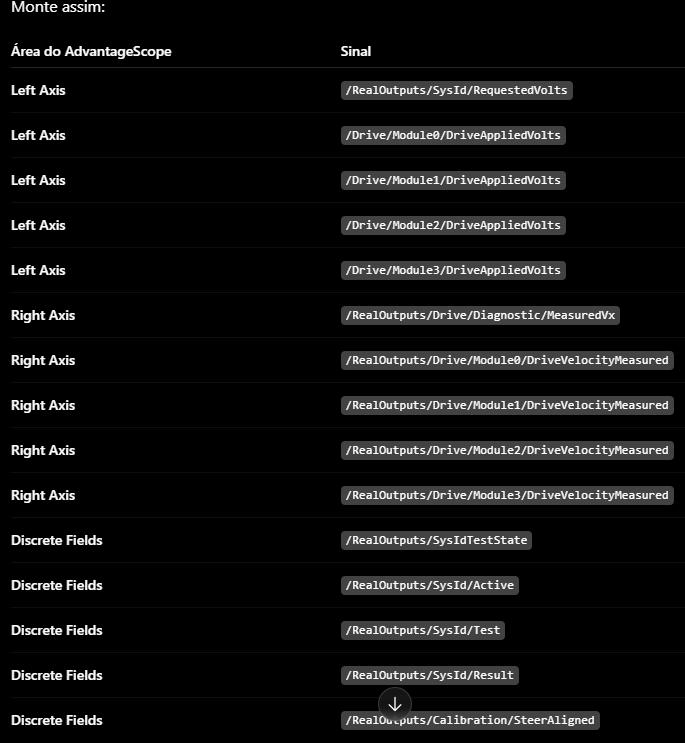 Monte assim:
Área do AdvantageScope Sinal
Left Axis /RealOutputs/SysId/RequestedVolts
Left Axis /Drive/Module0/DriveAppliedVolts
Left Axis /Drive/Module1/DriveAppliedVolts
Left Axis /Drive/Module2/DriveAppliedVolts
Left Axis /Drive/Module3/DriveAppliedVolts
Right Axis /RealOutputs/Drive/Diagnostic/MeasuredVx
Right Axis /RealOutputs/Drive/Module0/DriveVelocityMeasured
Right Axis /RealOutputs/Drive/Module1/DriveVelocityMeasured
Right Axis /RealOutputs/Drive/Module2/DriveVelocityMeasured
Right Axis /RealOutputs/Drive/Module3/DriveVelocityMeasured
Discrete Fields /RealOutputs/SysIdTestState
Discrete Fields /RealOutputs/SysId/Active
Discrete Fields /RealOutputs/SysId/Test
Discrete Fields /RealOutputs/SysId/Result
Discrete Fields /RealOutputs/Calibration/SteerAligned